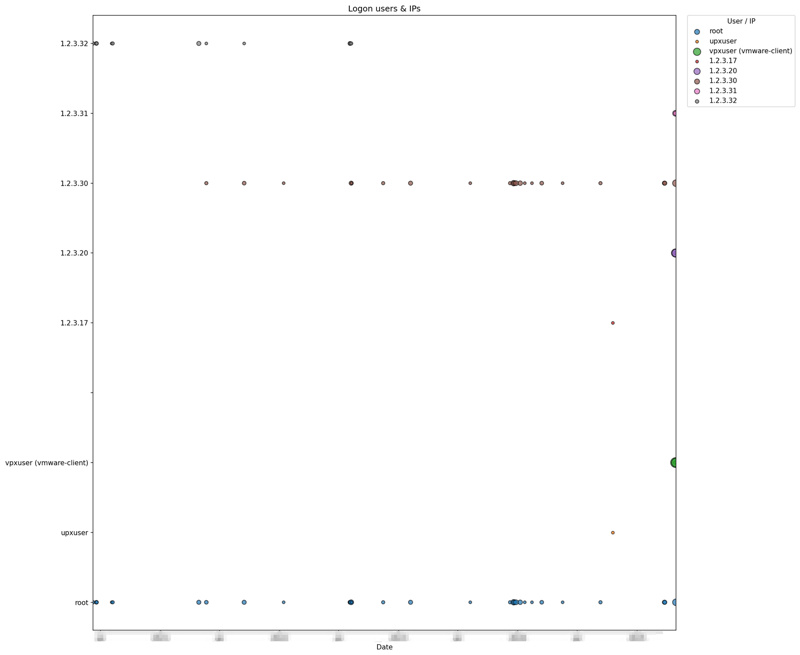 Logon users & IPs
1.2.3.32
1.2.3.31
1.2.3.30
1.2.3.20
1.2.3.17
vpxuser (vmware-client)
upxuser
root
Date
User / IP
root
upxuser
vpxuser (vmware-client)
1.2.3.17
1.2.3.20
1.2.3.30
1.2.3.31
1.2.3.32